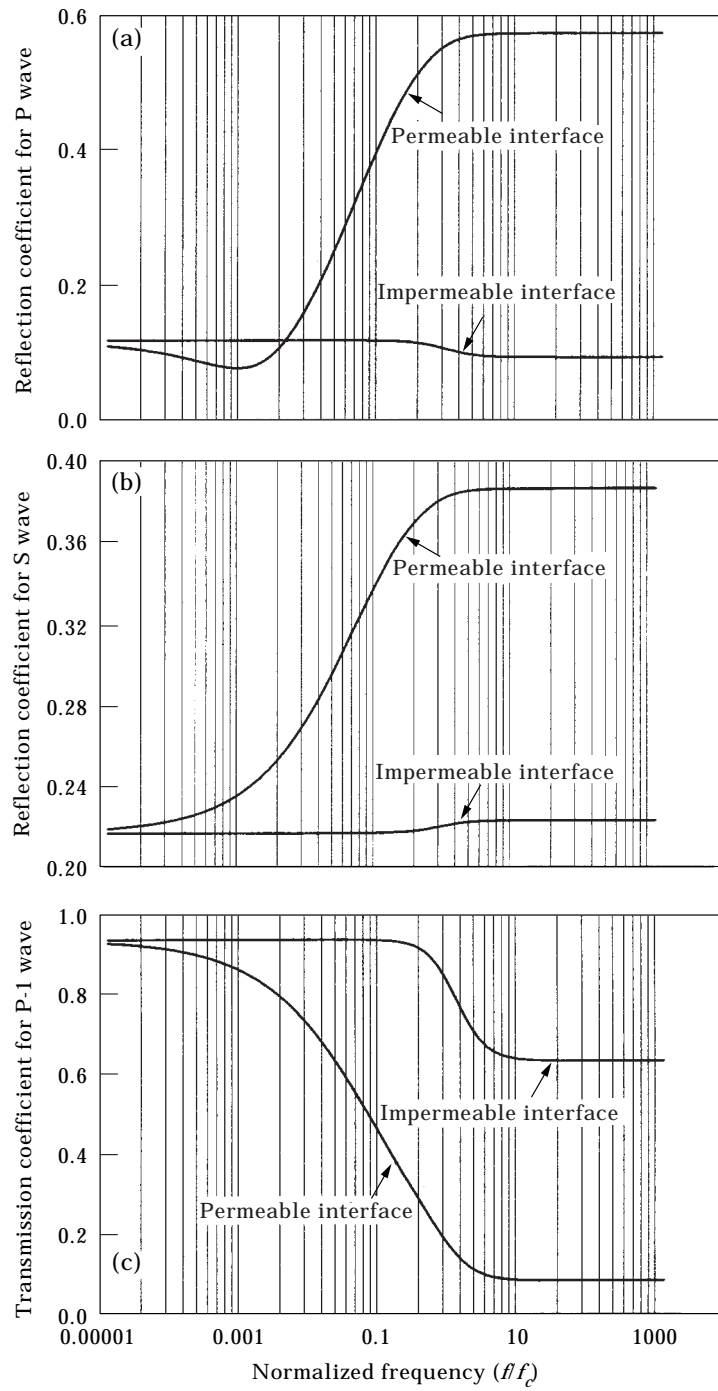 0.6
(a)
Permeable interface
0.4
Reflection coefficient for P wave
Impermeable interface
0.2
0.0
0.40
(b)
0.36
Permeable interface
Reflection coefficient for S wave
0.32
0.28
Impermeable interface
0.24
0.20
1.0
0.8
Transmission coefficient for P-1 wave
0.6
Impermeable interface
0.4
Permeable interface
0.2
(c)
0.0
0.00001 0.001 0.1 10 1000
Normalized frequency (f/fc)